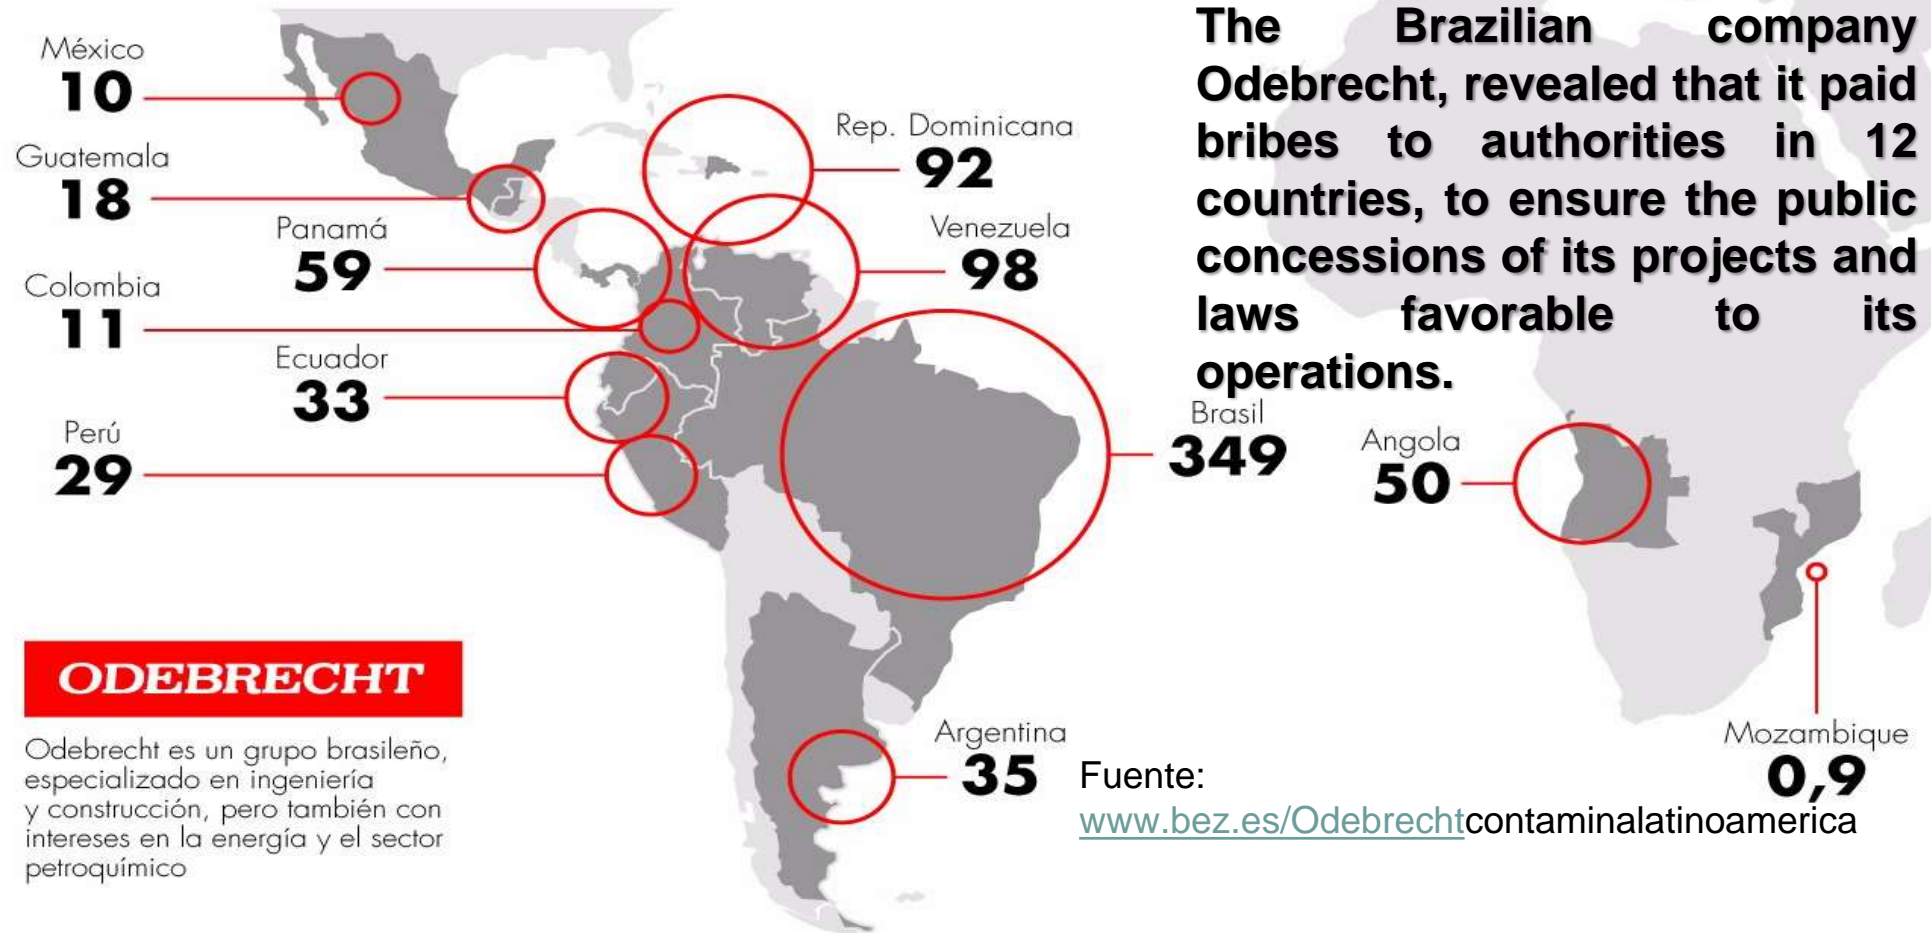 The Brazilian company
Odebrecht, revealed that it paid
bribes to authorities in 12
countries, to ensure the public
concessions of its projects and
laws favorable to its
operations.
México
10
Guatemala
18
Panamá
59
Colombia
11
Ecuador
33
Perú
29
Rep. Dominicana
92
Venezuela
98
Brasil
349
Angola
50
Argentina
35
Mozambique
0,9
ODEBRECHT
Odebrecht es un grupo brasileño,
especializado en ingeniería
y construcción, pero también con
intereses en la energía y el sector
petroquímico
Fuente:
www.bez.es/Odebrechtcontaminalatinoamerica